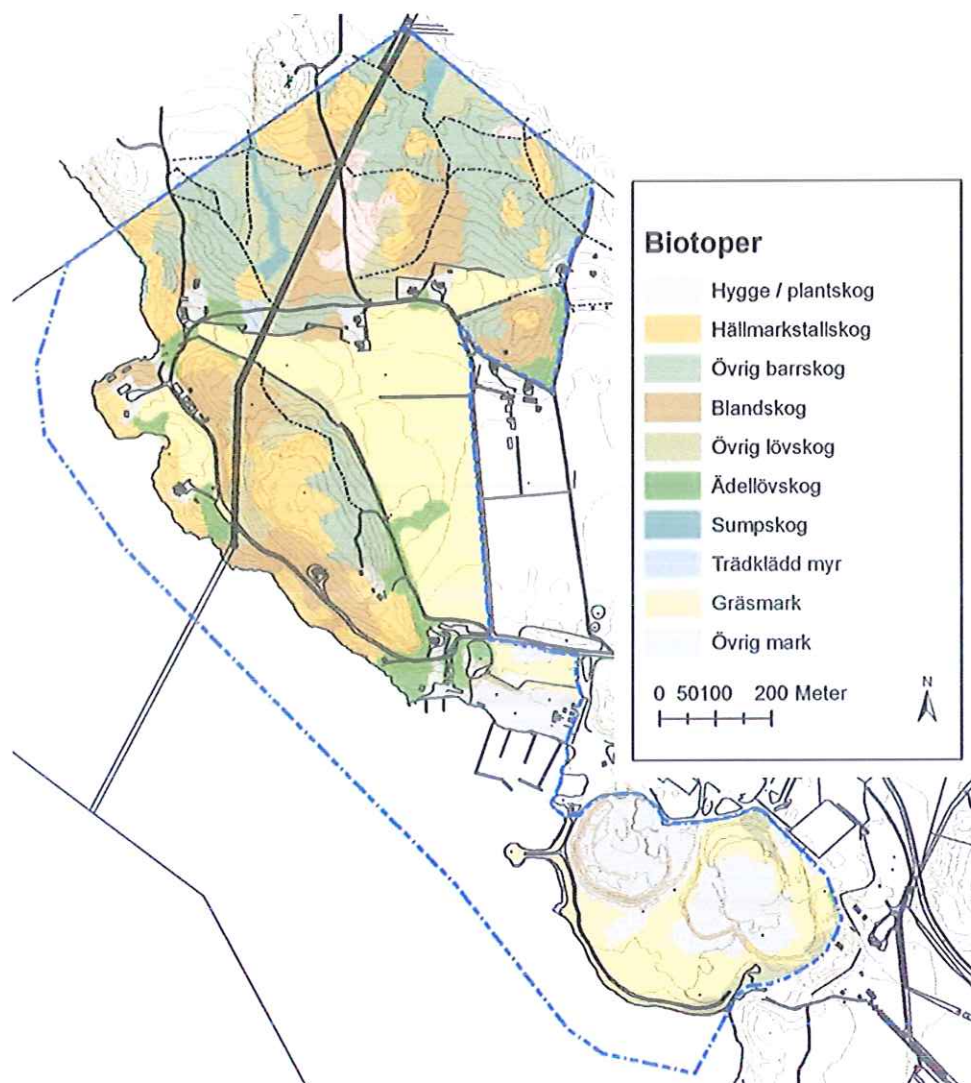 Biotoper
Hygge / plantskog
Hällmarkstallskog
Övrig barrskog
Blandskog
Övrig lövskog
Ädellövskog
Sumpskog
Trädklädd myr
Gräsmark
Övrig mark
0 50100 200 Meter
N